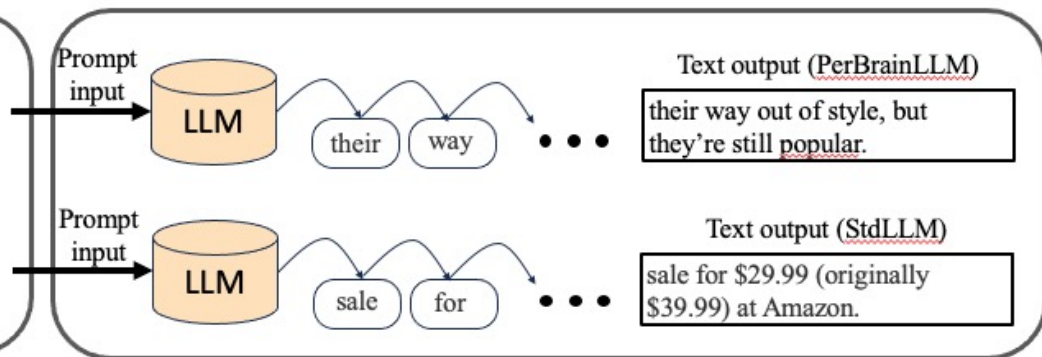 Prompt
input
LLM
their
way
Text output (PerBrainLLM)
their way out of style, but
they're still popular.
Prompt
input
LLM
sale
for
Text output (StdLLM)
sale for $29.99 (originally
$39.99) at Amazon.